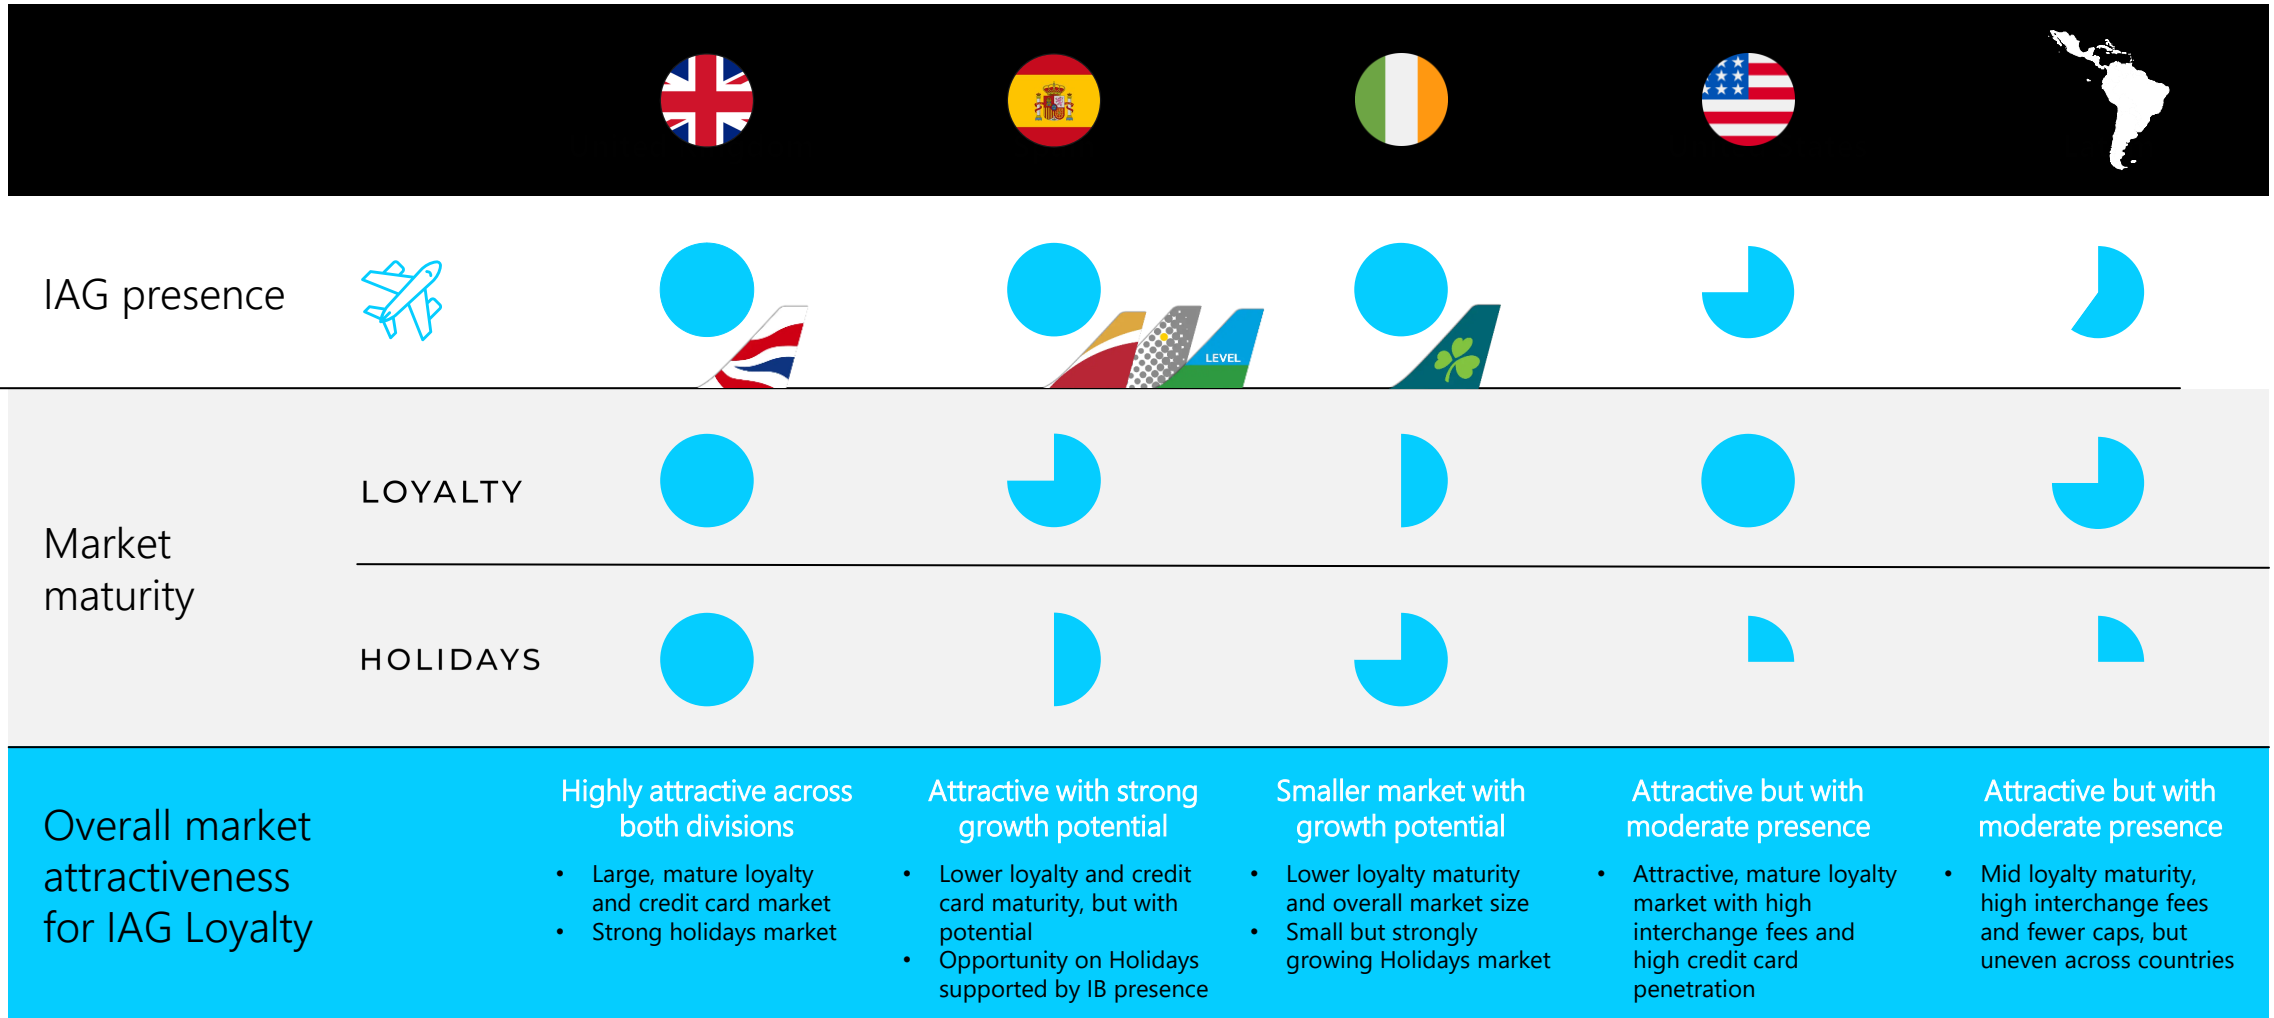 IAG presence
LEVEL
Market
maturity
LOYALTY
HOLIDAYS
Overall market
attractiveness
for IAG Loyalty
Highly attractive across
both divisions
• Large, mature loyalty
and credit card market
• Strong holidays market
Attractive with strong
growth potential
• Lower loyalty and credit
card maturity, but with
potential
• Opportunity on Holidays
supported by IB presence
Smaller market with
growth potential
• Lower loyalty maturity
and overall market size
• Small but strongly
growing Holidays market
Attractive but with
moderate presence
• Attractive, mature loyalty
market with high
interchange fees and
high credit card
penetration
Attractive but with
moderate presence
• Mid loyalty maturity,
high interchange fees
and fewer caps, but
uneven across countries